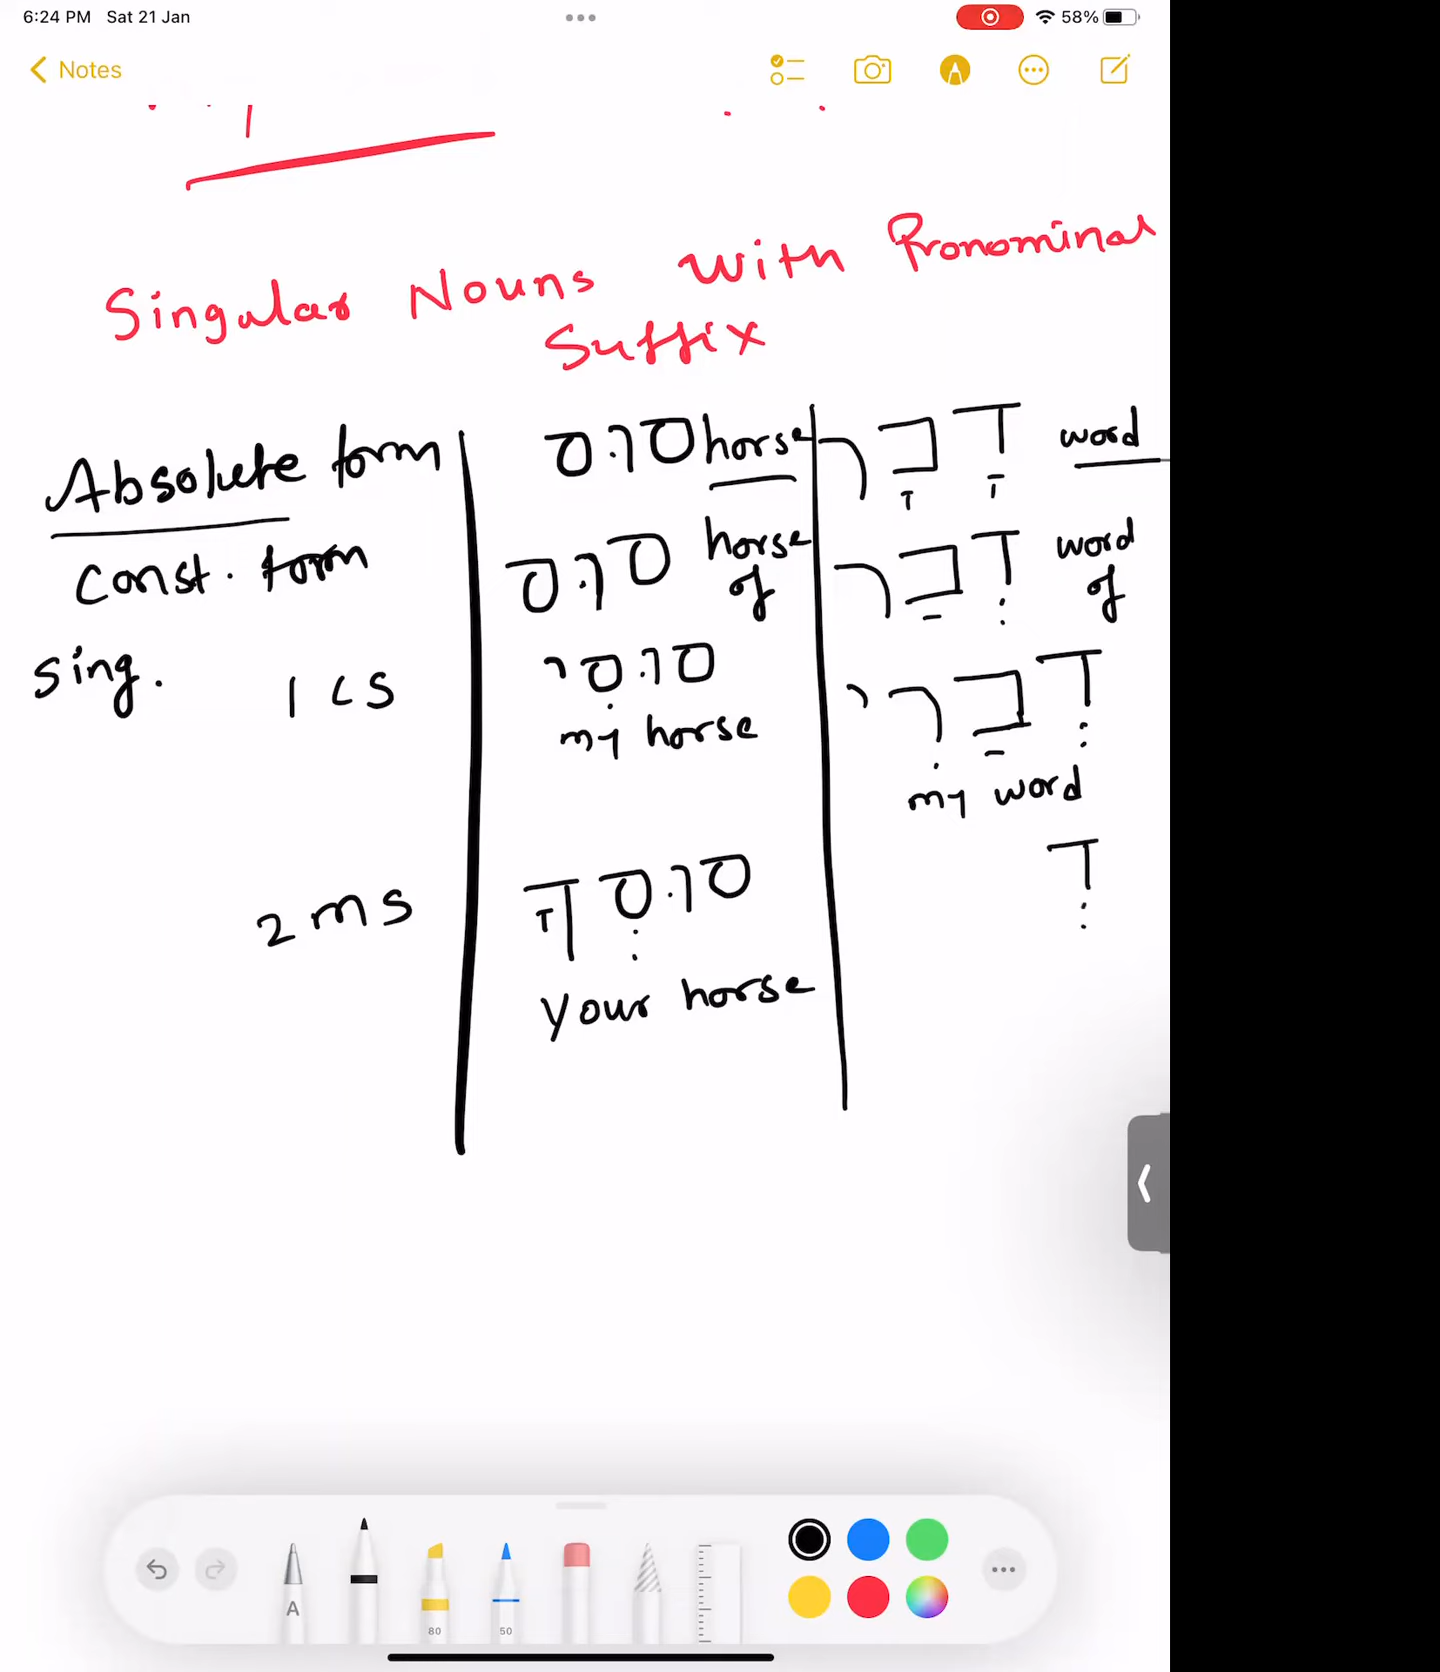 6:24 PM Sat 21 Jan 58%
Notes
Singular Nouns with Pronominal
Suffix
Absolute form סוּס horse דָבָר word
const. form סוּס horse of דְבַר word of
sing. 1 cs סוּסִי דְבַרִי
my horse my word
2 ms סוּסְךָ דְ
your horse
A 80 50